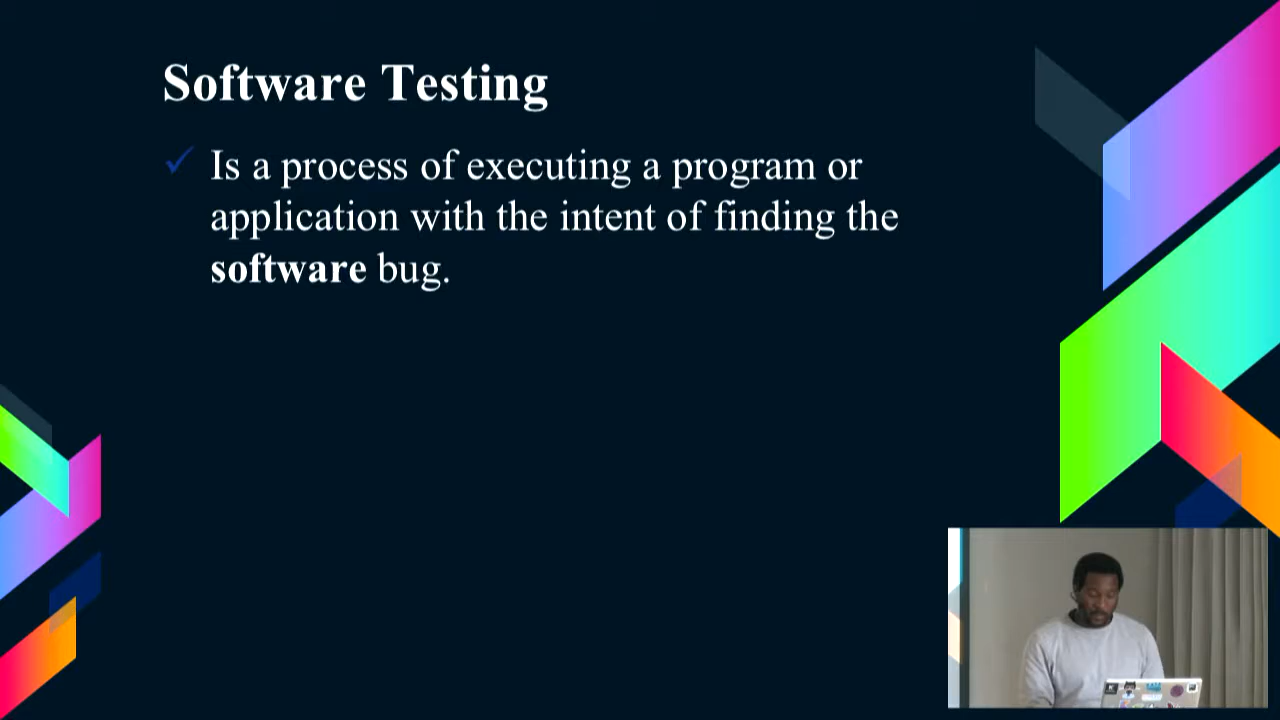 Software Testing
✓ Is a process of executing a program or
application with the intent of finding the
software bug.